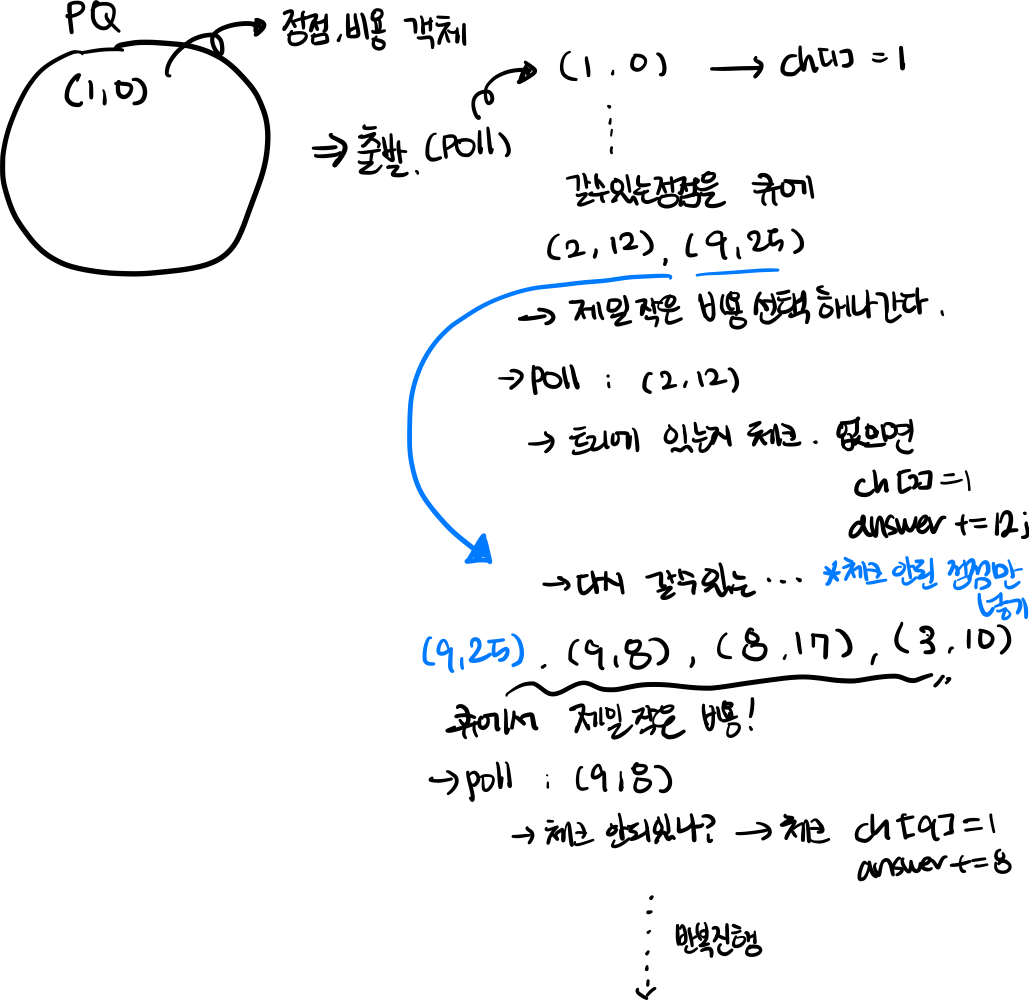 PQ
정점, 비용 객체
(1,0)
⇒ 출발. (poll)
(1,0) → ch[1] = 1
갈수있는정점을 큐에
(2,12), (9,25)
→ 제일작은 비용선택 해나간다.
→ poll : (2,12)
→ 트리에 있는지 체크. 없으면
ch[2]=1
answer +=12;
→ 다시 갈수있는 ...
*체크 안된 정점만
넣기
(9,25), (9,8), (8,17), (3,10)
큐에서 제일작은 비용!
→ poll : (9,8)
→ 체크 안되있나? → 체크 ch[9]=1
answer +=8
반복진행